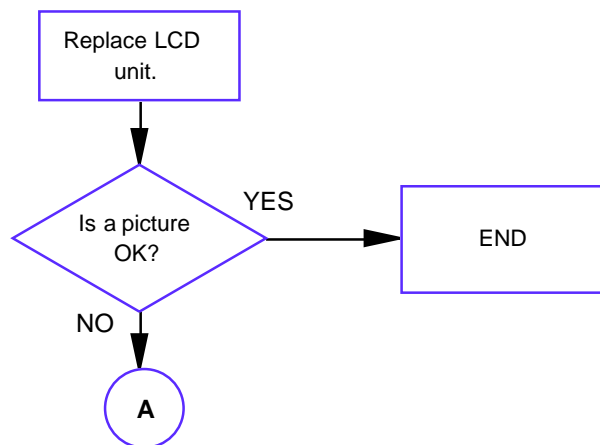 Replace LCD
unit.
Is a picture
OK?
YES
END
NO
A